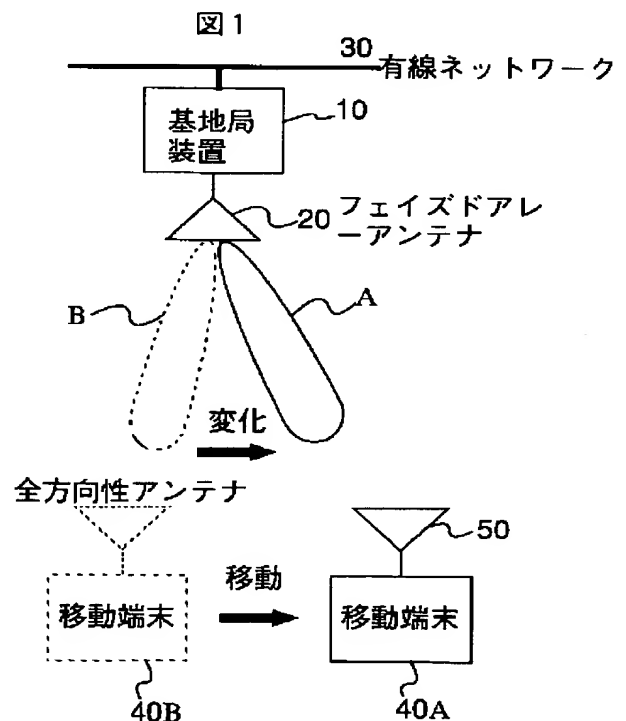 図1
30
有線ネットワーク
基地局
装置
10
20
フェイズドアレ
ーアンテナ
B
A
変化
全方向性アンテナ
50
移動
移動端末
移動端末
40B
40A